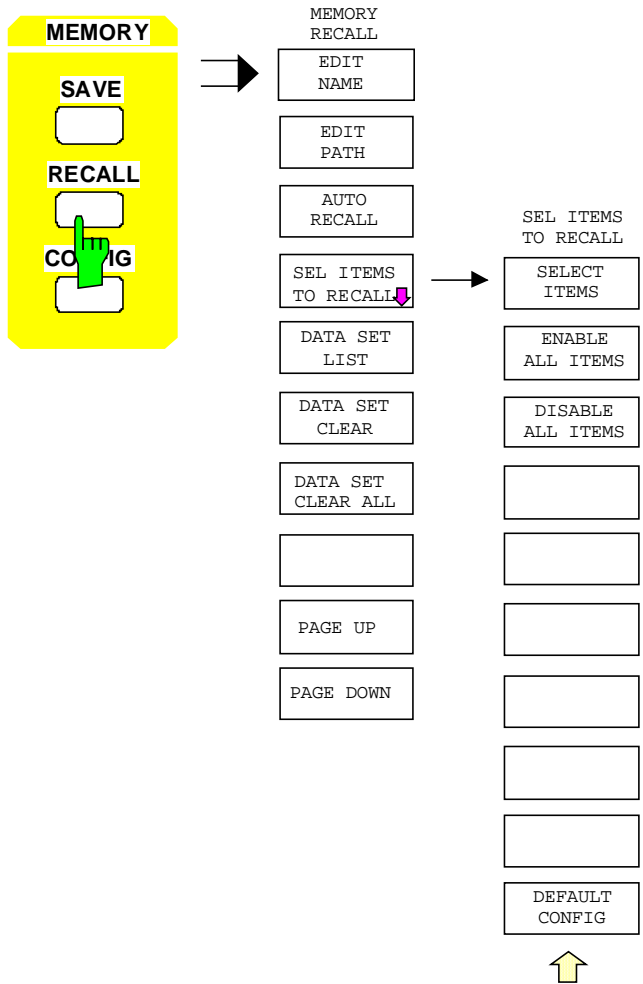 MEMORY
SAVE
RECALL
CO IG
MEMORY
RECALL
EDIT
NAME
EDIT
PATH
AUTO
RECALL
SEL ITEMS
TO RECALL
DATA SET
LIST
DATA SET
CLEAR
DATA SET
CLEAR ALL
PAGE UP
PAGE DOWN
SEL ITEMS
TO RECALL
SELECT
ITEMS
ENABLE
ALL ITEMS
DISABLE
ALL ITEMS
DEFAULT
CONFIG